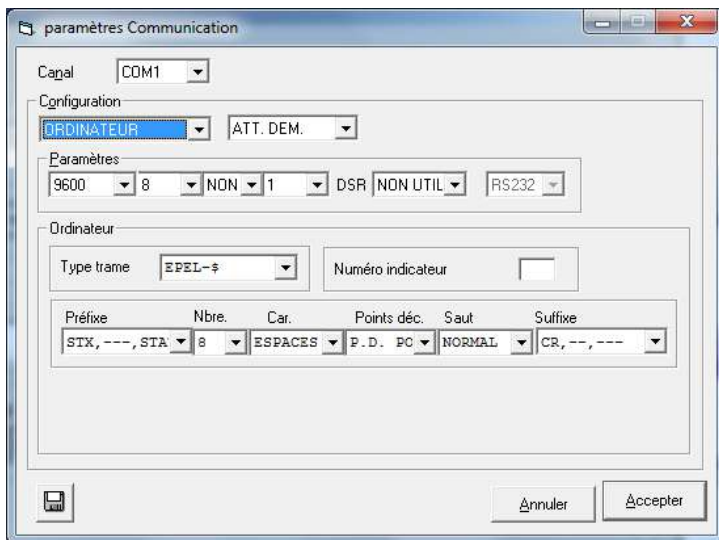 paramètres Communication
Canal COM1
Configuration
ORDINATEUR ATT. DEM.
Paramètres
9600 8 NON 1 DSR NON UTIL RS232
Ordinateur
Type trame EPEL-$ Numéro indicateur
Préfixe Nbre. Car. Points déc. Saut Suffixe
STX,---,STA 8 ESPACES P.D. PO NORMAL CR,--,---
Annuler Accepter